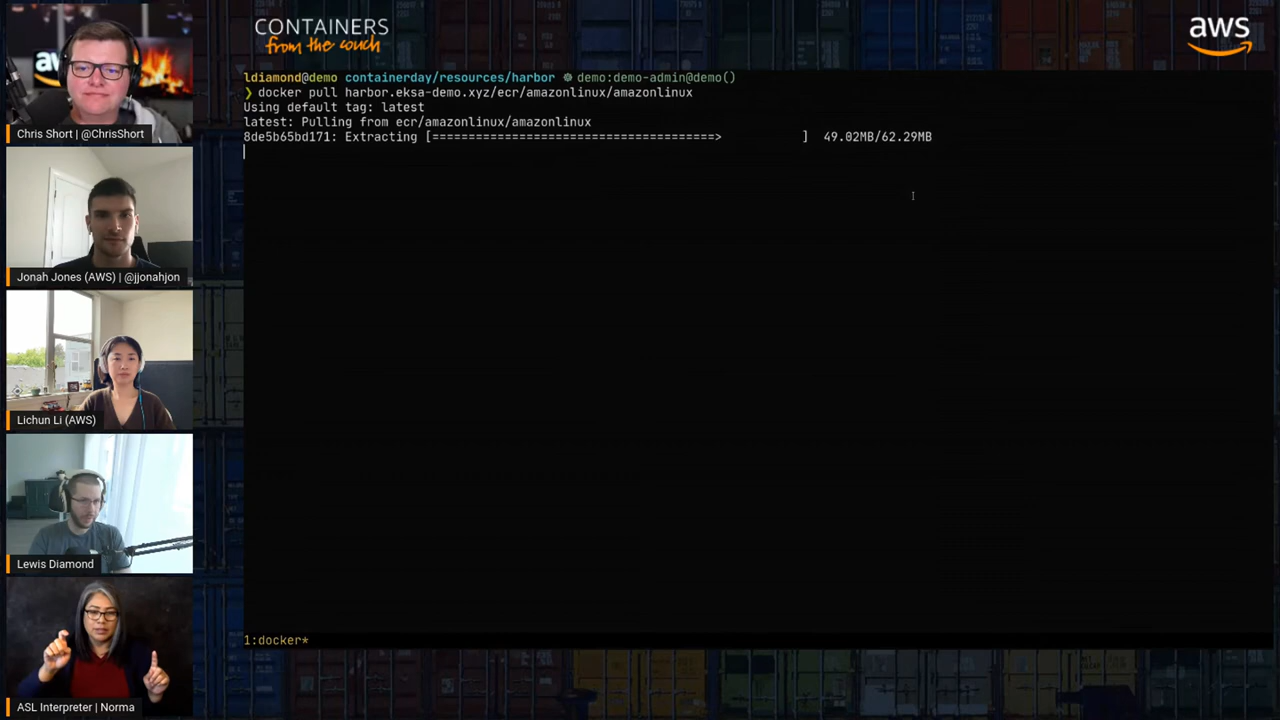 CONTAINERS
from the couch
aws
aws
Chris Short | @ChrisShort
Jonah Jones (AWS) | @jjonahjon
Lichun Li (AWS)
Lewis Diamond
ASL Interpreter | Norma
ldiamond@demo containerday/resources/harbor ☸ demo:demo-admin@demo()
❯ docker pull harbor.eksa-demo.xyz/ecr/amazonlinux/amazonlinux
Using default tag: latest
latest: Pulling from ecr/amazonlinux/amazonlinux
8de5b65bd171: Extracting [=======================================>           ]  49.02MB/62.29MB
1:docker*